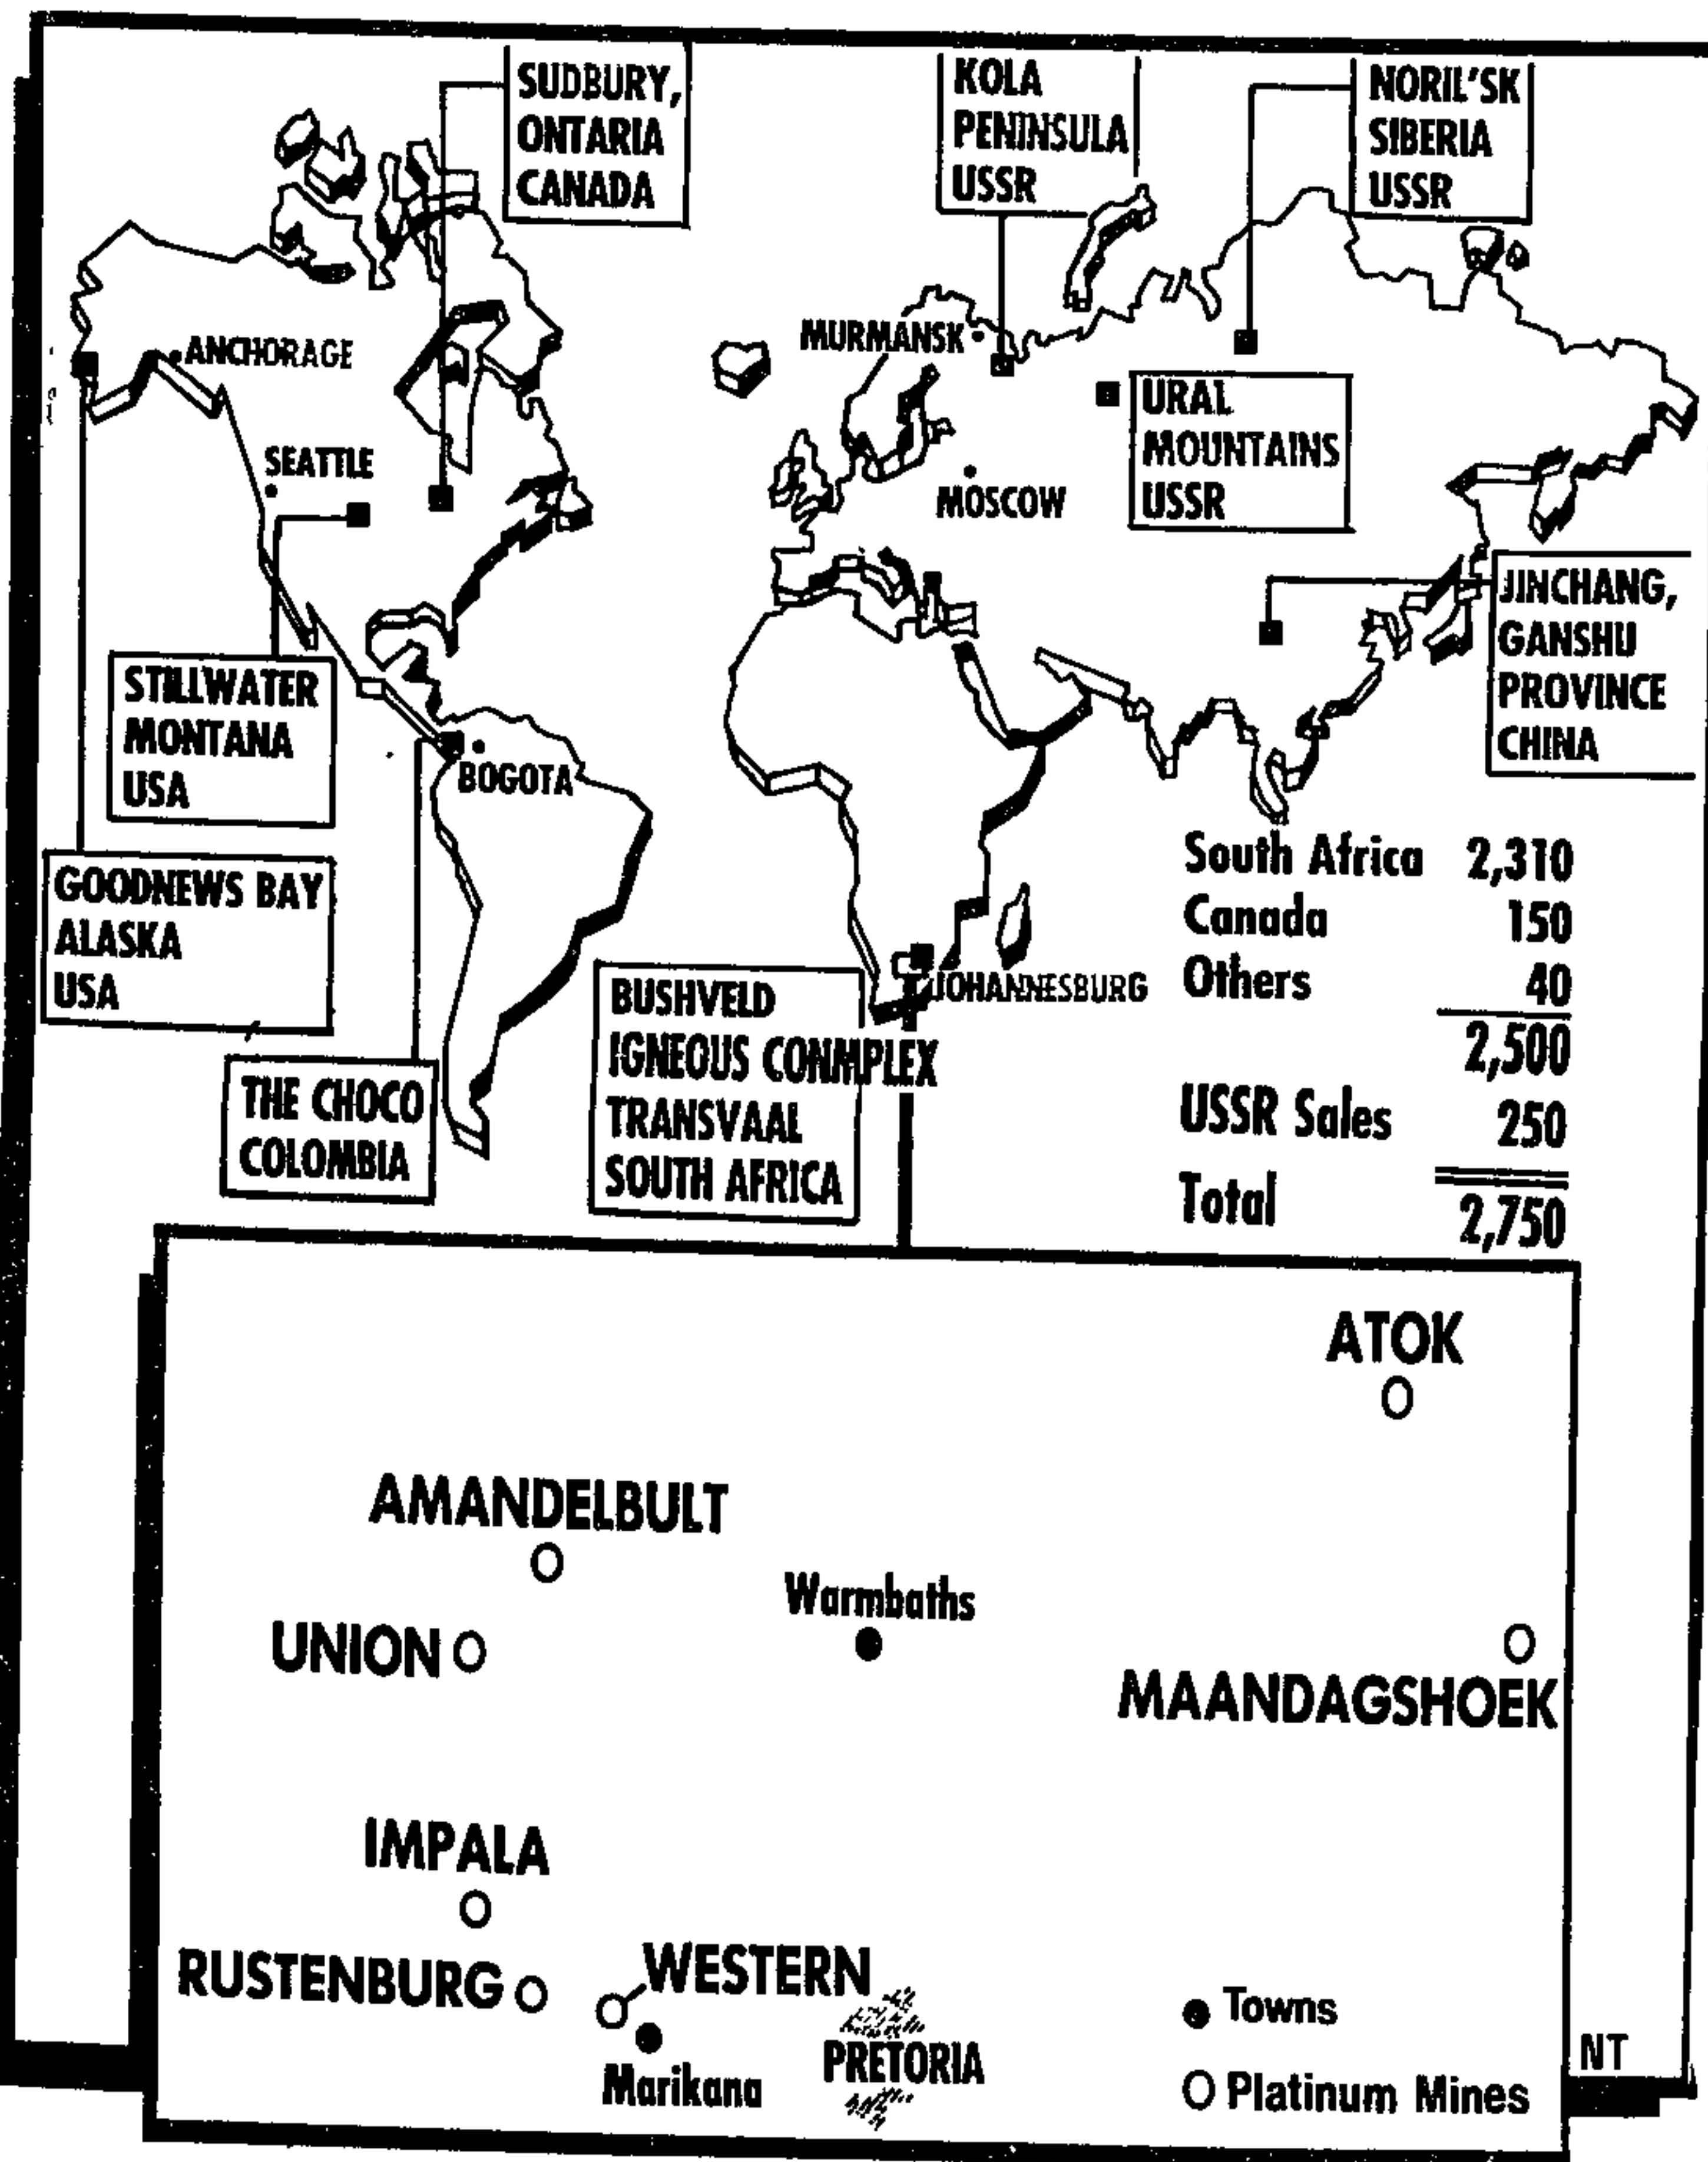 SUDBURY,
ONTARIA
CANADA
KOLA
PENINSULA
USSR
NORIL'SK
SIBERIA
USSR
ANCHORAGE
MURMANSK
SEATTLE
MOSCOW
URAL
MOUNTAINS
USSR
JINCHANG,
GANSHU
PROVINCE
CHINA
STILLWATER
MONTANA
USA
BOGOTA
GOODNEWS BAY
ALASKA
USA
THE CHOCO
COLOMBIA
BUSHVELD
IGNEOUS CONMPLEX
TRANSVAAL
SOUTH AFRICA
JOHANNESBURG
South Africa 2,310
Canada 150
Others 40
2,500
USSR Sales 250
Total 2,750
ATOK
AMANDELBULT
Warmbaths
UNION
MAANDAGSHOEK
IMPALA
RUSTENBURG
WESTERN
Marikana
PRETORIA
Towns
Platinum Mines
NT